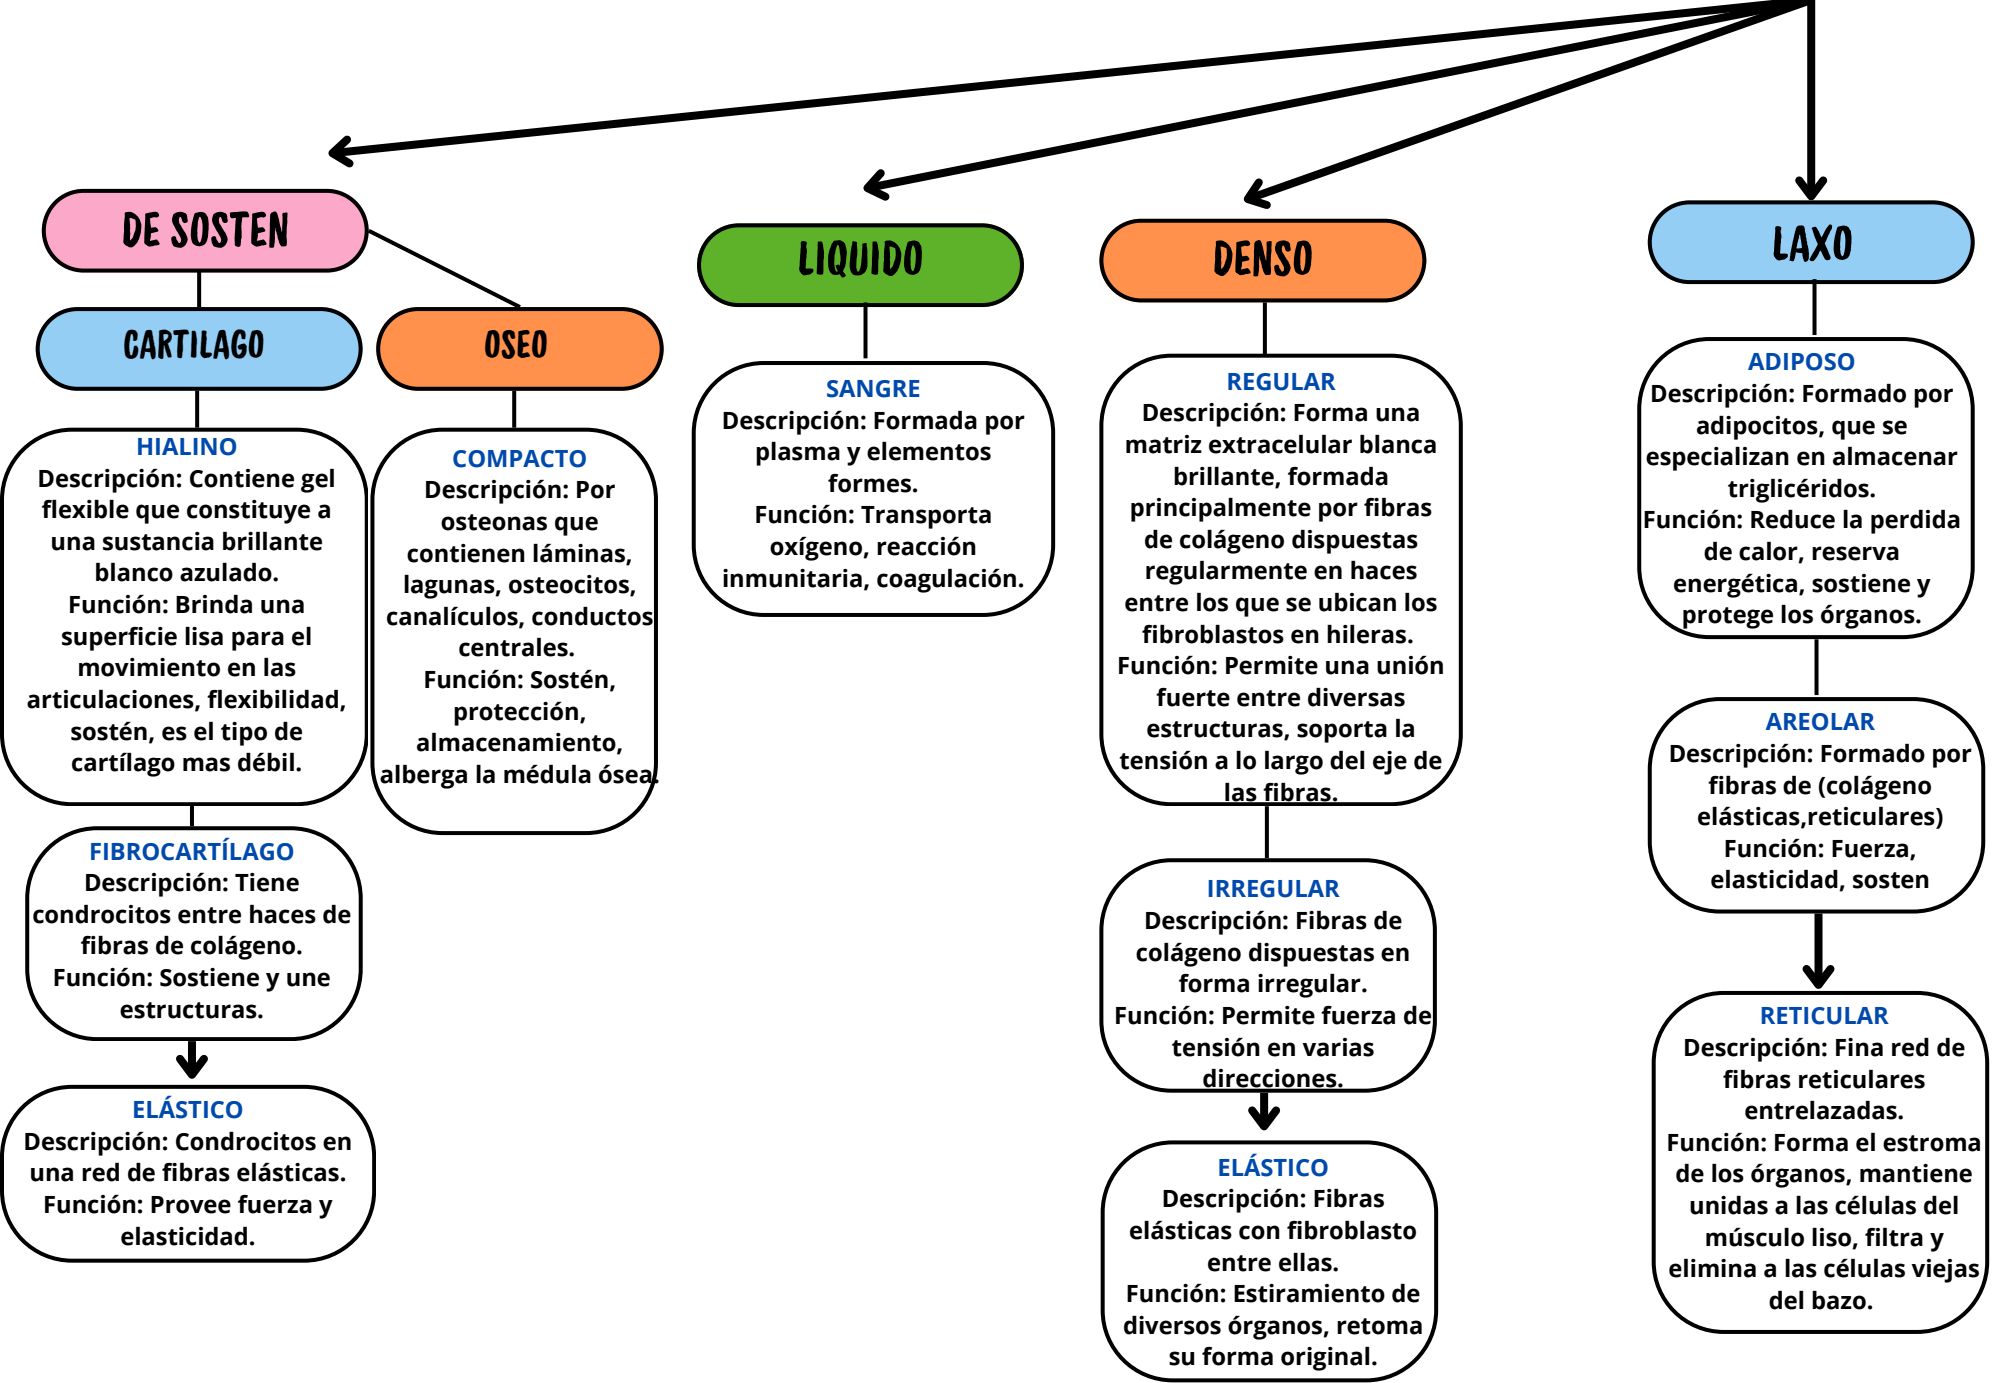 DE SOSTEN
CARTILAGO
HIALINO
Descripción: Contiene gel
flexible que constituye a
una sustancia brillante
blanco azulado.
Función: Brinda una
superficie lisa para el
movimiento en las
articulaciones, flexibilidad,
sostén, es el tipo de
cartílago mas débil.
FIBROCARTÍLAGO
Descripción: Tiene
condrocitos entre haces de
fibras de colágeno.
Función: Sostiene y une
estructuras.
ELÁSTICO
Descripción: Condrocitos en
una red de fibras elásticas.
Función: Provee fuerza y
elasticidad.
OSEO
COMPACTO
Descripción: Por
osteonas que
contienen láminas,
lagunas, osteocitos,
canalículos, conductos
centrales.
Función: Sostén,
protección,
almacenamiento,
alberga la médula ósea.
LIQUIDO
SANGRE
Descripción: Formada por
plasma y elementos
formes.
Función: Transporta
oxígeno, reacción
inmunitaria, coagulación.
DENSO
REGULAR
Descripción: Forma una
matriz extracelular blanca
brillante, formada
principalmente por fibras
de colágeno dispuestas
regularmente en haces
entre los que se ubican los
fibroblastos en hileras.
Función: Permite una unión
fuerte entre diversas
estructuras, soporta la
tensión a lo largo del eje de
las fibras.
IRREGULAR
Descripción: Fibras de
colágeno dispuestas en
forma irregular.
Función: Permite fuerza de
tensión en varias
direcciones.
ELÁSTICO
Descripción: Fibras
elásticas con fibroblasto
entre ellas.
Función: Estiramiento de
diversos órganos, retoma
su forma original.
LAXO
ADIPOSO
Descripción: Formado por
adipocitos, que se
especializan en almacenar
triglicéridos.
Función: Reduce la perdida
de calor, reserva
energética, sostiene y
protege los órganos.
AREOLAR
Descripción: Formado por
fibras de (colágeno
elásticas,reticulares)
Función: Fuerza,
elasticidad, sosten
RETICULAR
Descripción: Fina red de
fibras reticulares
entrelazadas.
Función: Forma el estroma
de los órganos, mantiene
unidas a las células del
músculo liso, filtra y
elimina a las células viejas
del bazo.